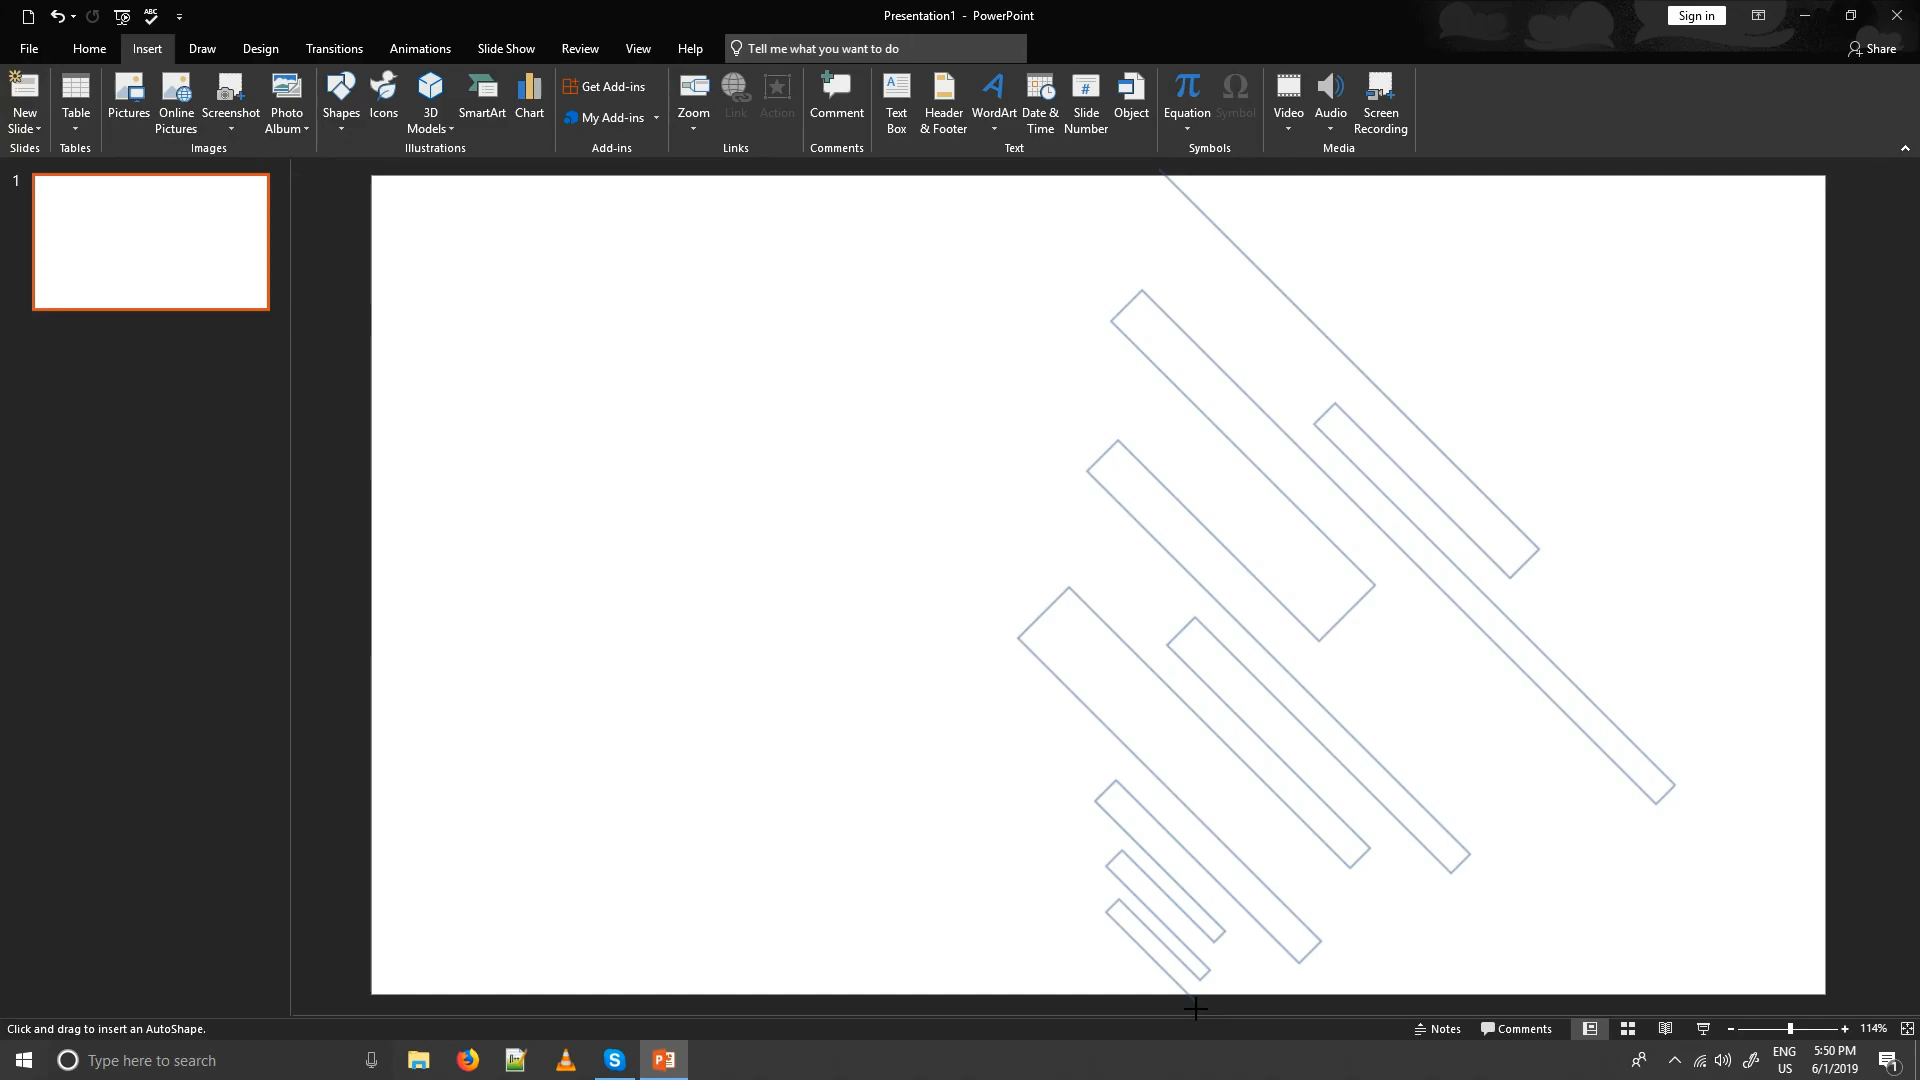 ABC
Presentation1 - PowerPoint
Sign in
File Home Insert Draw Design Transitions Animations Slide Show Review View Help Tell me what you want to do
Share
New Slide
Table
Pictures
Online Pictures
Screenshot
Photo Album
Shapes
Icons
3D Models
SmartArt
Chart
Get Add-ins
My Add-ins
Zoom
Link
Action
Comment
Text Box
Header & Footer
WordArt
Date & Time
Slide Number
Object
Equation
Symbol
Video
Audio
Screen Recording
Slides Tables Images Illustrations Add-ins Links Comments Text Symbols Media
1
Click and drag to insert an AutoShape.
Notes Comments 114%
Type here to search
ENG
US
5:50 PM
6/1/2019
1